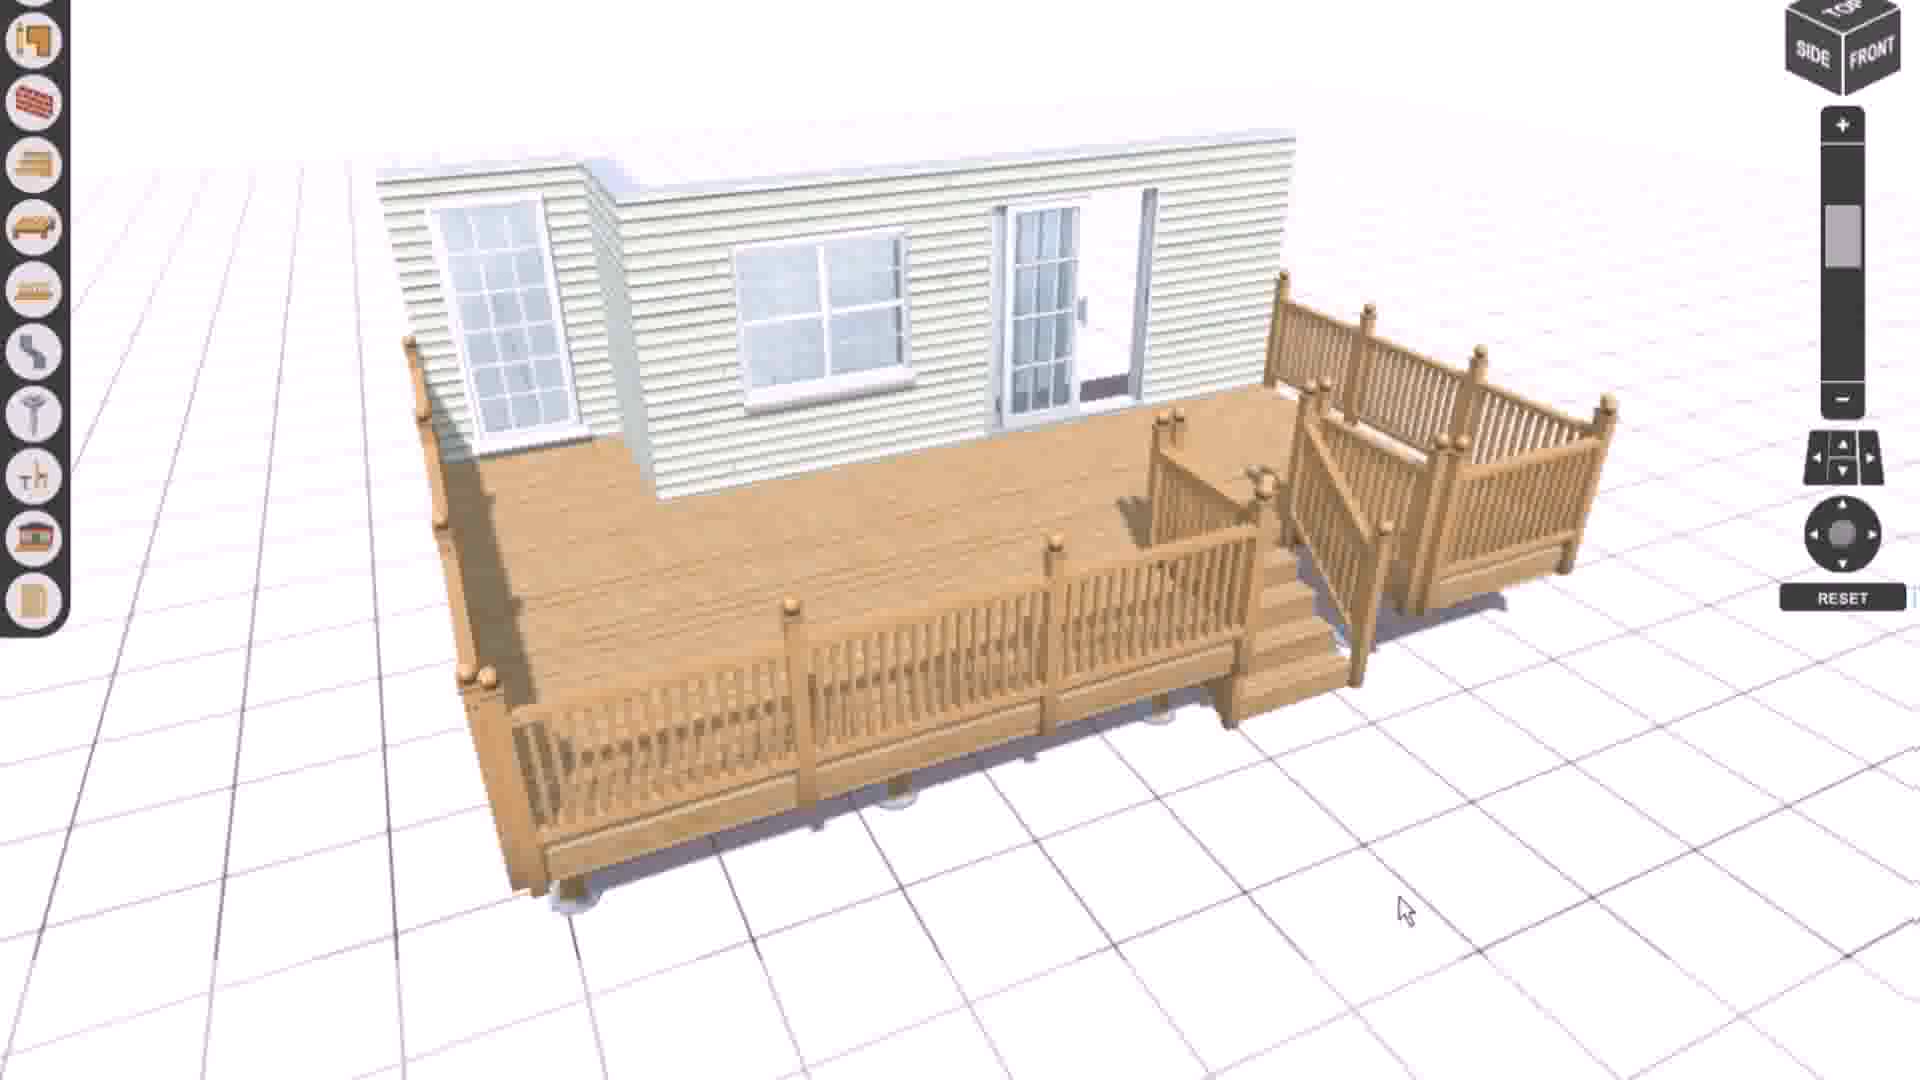 TOP
SIDE
FRONT
+
-
RESET